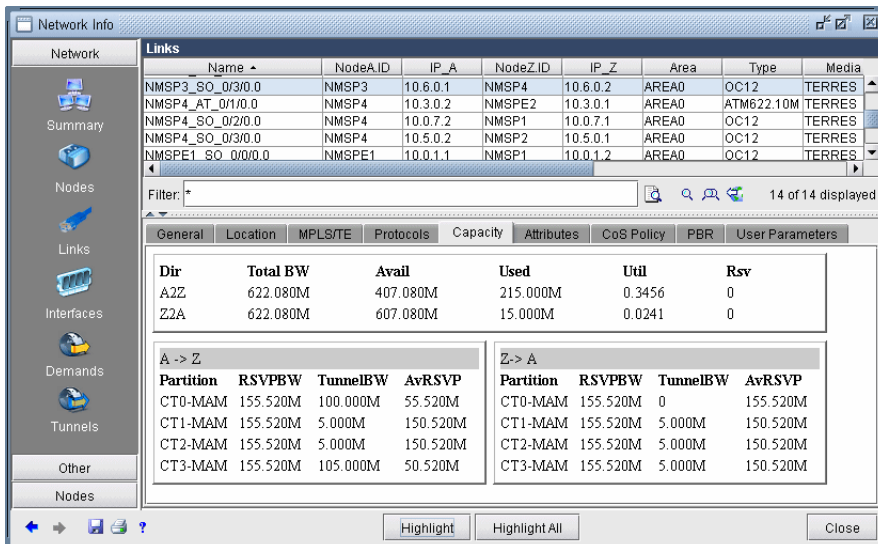 Network Info
Network
Summary
Nodes
Links
Interfaces
Demands
Tunnels
Other
Nodes
Links
Name NodeA.ID IP_A NodeZ.ID IP_Z Area Type Media
NMSP3_SO_0/3/0.0 NMSP3 10.6.0.1 NMSP4 10.6.0.2 AREA0 OC12 TERRES
NMSP4_AT_0/1/0.0 NMSP4 10.3.0.2 NMSPE2 10.3.0.1 AREA0 ATM622.10M TERRES
NMSP4_SO_0/2/0.0 NMSP4 10.0.7.2 NMSP1 10.0.7.1 AREA0 OC12 TERRES
NMSP4_SO_0/3/0.0 NMSP4 10.5.0.2 NMSP2 10.5.0.1 AREA0 OC12 TERRES
NMSPE1_SO_0/0/0.0 NMSPE1 10.0.1.1 NMSP1 10.0.1.2 AREA0 OC12 TERRES
Filter: * 14 of 14 displayed
General Location MPLS/TE Protocols Capacity Attributes CoS Policy PBR User Parameters
Dir Total BW Avail Used Util Rsv
A2Z 622.080M 407.080M 215.000M 0.3456 0
Z2A 622.080M 607.080M 15.000M 0.0241 0
A -> Z
Partition RSVPBW TunnelBW AvRSVP
CT0-MAM 155.520M 100.000M 55.520M
CT1-MAM 155.520M 5.000M 150.520M
CT2-MAM 155.520M 5.000M 150.520M
CT3-MAM 155.520M 105.000M 50.520M
Z-> A
Partition RSVPBW TunnelBW AvRSVP
CT0-MAM 155.520M 0 155.520M
CT1-MAM 155.520M 5.000M 150.520M
CT2-MAM 155.520M 5.000M 150.520M
CT3-MAM 155.520M 5.000M 150.520M
? Highlight Highlight All Close